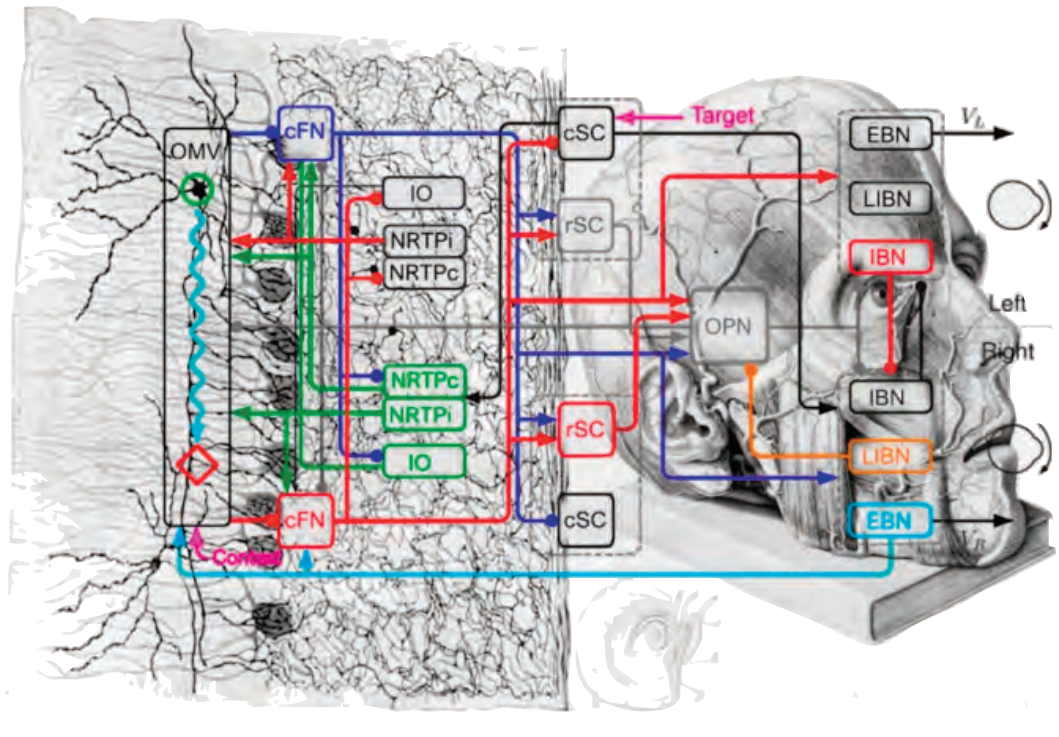 cFN
OMV
cSC
Target
EBN
V_L
IO
LIBN
rSC
NRTPi
IBN
NRTPc
Left
OPN
Right
NRTPc
IBN
NRTPi
rSC
LIBN
IO
cFN
cSC
EBN
V_R
Context